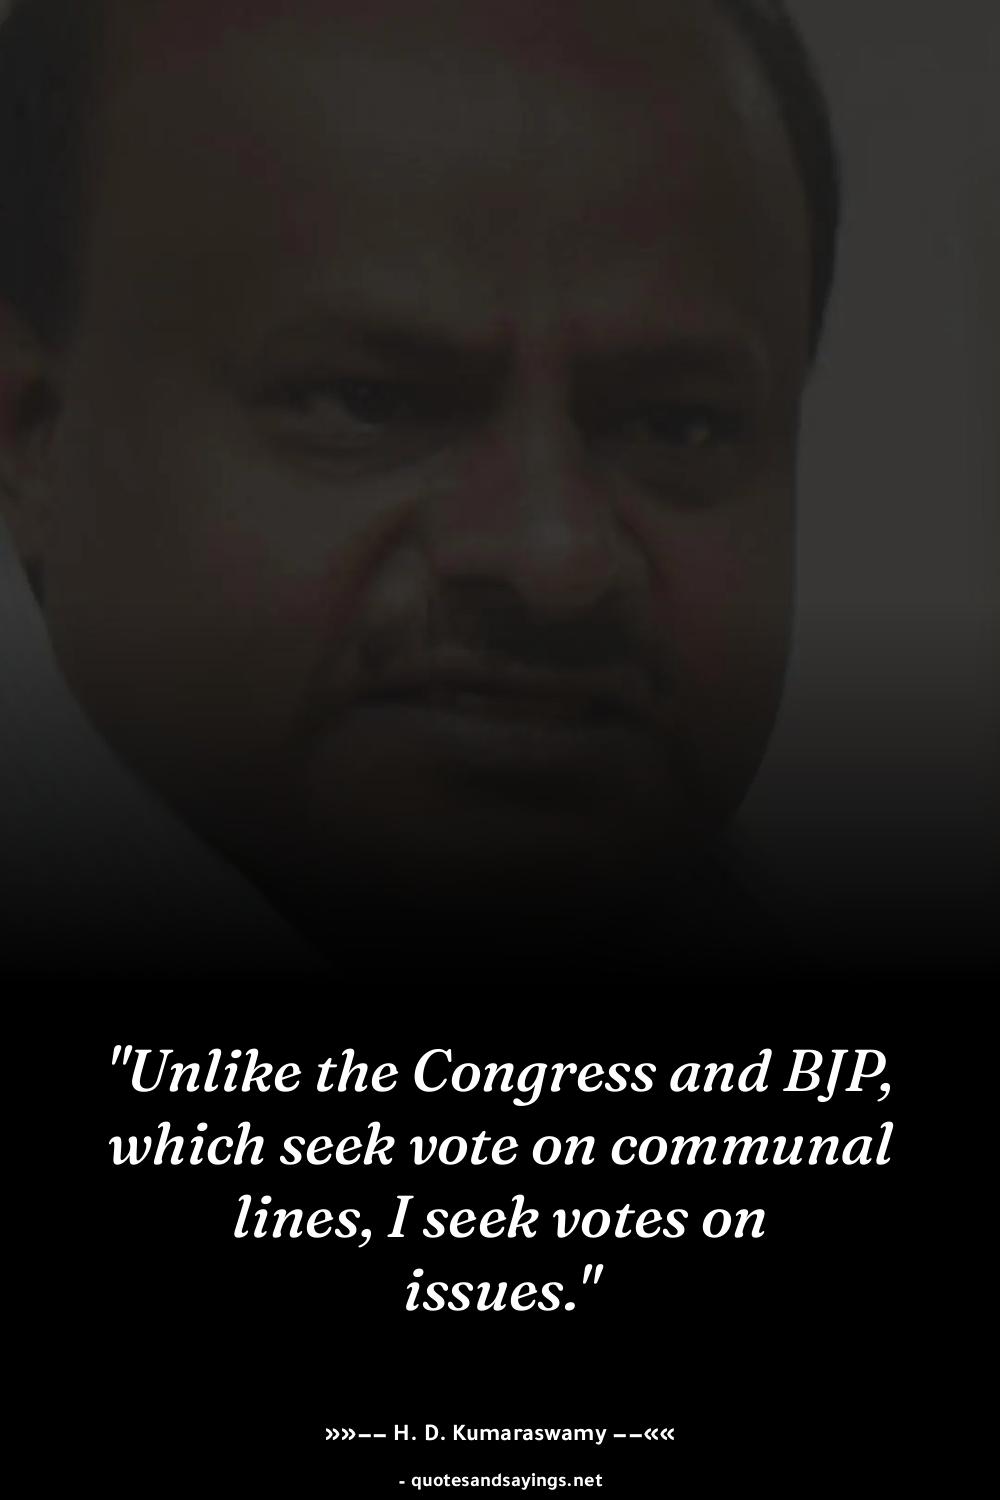 "Unlike the Congress and BJP,
which seek vote on communal
lines, I seek votes on
issues."
»»−− H. D. Kumaraswamy −−««
- quotesandsayings.net